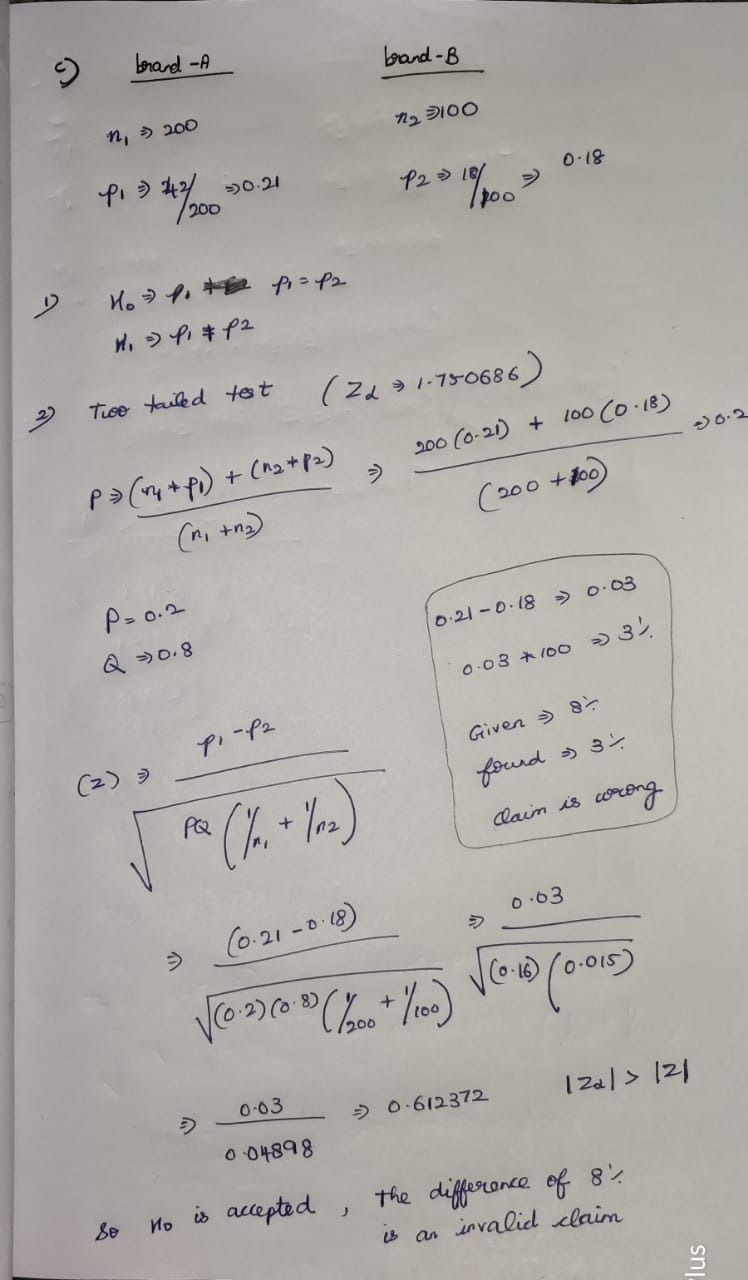 c) brand-A brand-B
n₁ ⇒ 200 n₂ ⇒ 100
p₁ ⇒ 42/200 ⇒ 0.21 p₂ ⇒ 18/100 ⇒ 0.18
1) H₀ ⇒ p₁ p₁ = p₂
H₁ ⇒ p₁ ≠ p₂
2) Two tailed test (Zα ⇒ 1.750686)
P ⇒ (n₁ * p₁) + (n₂ * p₂) / (n₁ + n₂) ⇒ 200 (0.21) + 100 (0.18) / (200 + 100) ⇒ 0.2
P = 0.2
Q ⇒ 0.8
0.21 - 0.18 ⇒ 0.03
0.03 * 100 ⇒ 3%
Given ⇒ 8%
found ⇒ 3%
claim is wrong
(z) ⇒ p₁ - p₂ / √PQ (1/n₁ + 1/n₂)
⇒ (0.21 - 0.18) / √(0.2)(0.8) (1/200 + 1/100) ⇒ 0.03 / √(0.16) (0.015)
⇒ 0.03 / 0.04898 ⇒ 0.612372 |Zα| > |Z|
So H₀ is accepted, the difference of 8%
is an invalid claim
lus